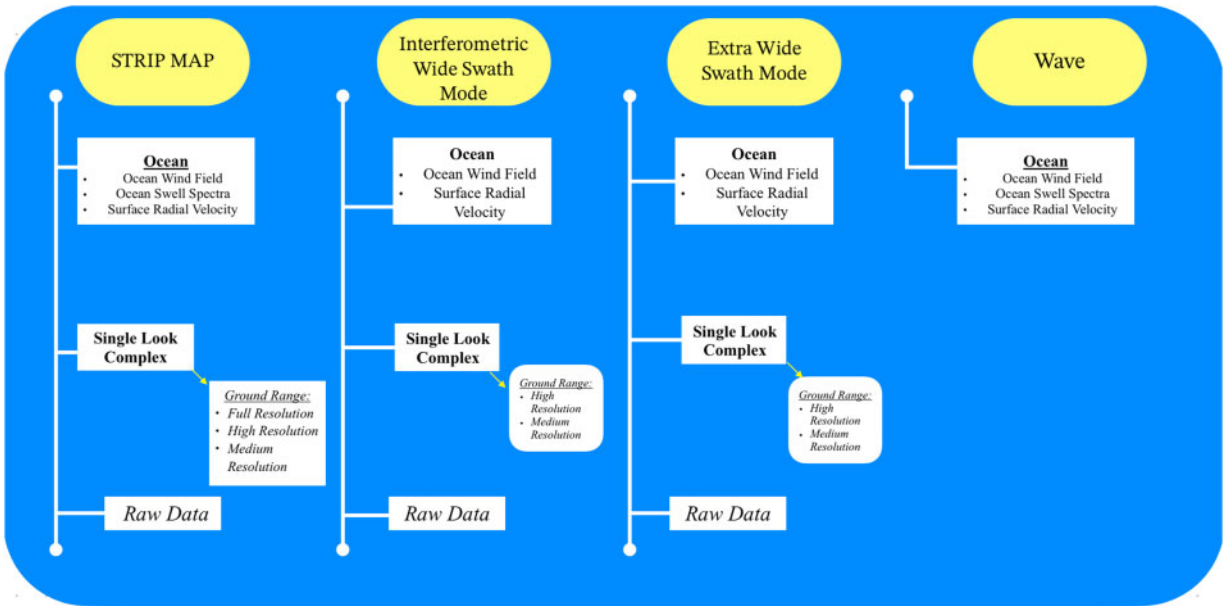 STRIP MAP
Ocean
• Ocean Wind Field
• Ocean Swell Spectra
• Surface Radial Velocity
Single Look
Complex
Ground Range:
• Full Resolution
• High Resolution
• Medium
Resolution
Raw Data
Interferometric
Wide Swath
Mode
Ocean
• Ocean Wind Field
• Surface Radial
Velocity
Single Look
Complex
Ground Range:
• High
Resolution
• Medium
Resolution
Raw Data
Extra Wide
Swath Mode
Ocean
• Ocean Wind Field
• Surface Radial
Velocity
Single Look
Complex
Ground Range:
• High
Resolution
• Medium
Resolution
Raw Data
Wave
Ocean
• Ocean Wind Field
• Ocean Swell Spectra
• Surface Radial Velocity